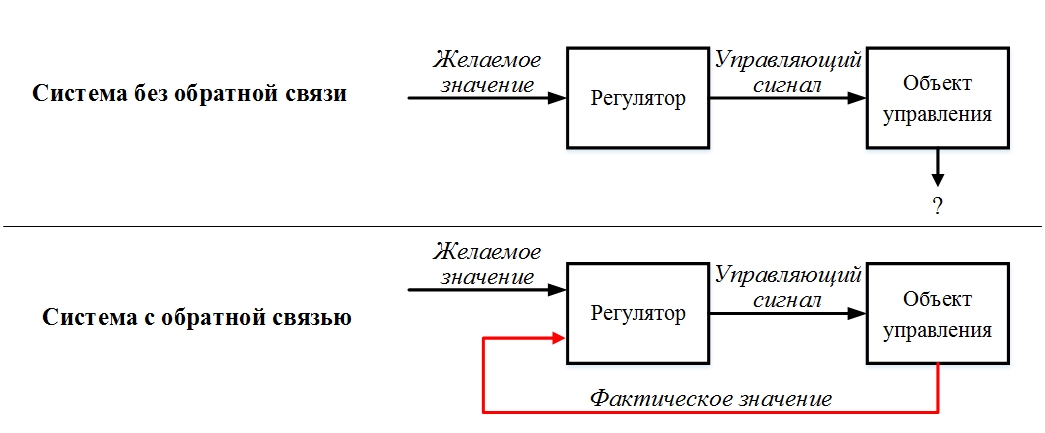 Система без обратной связи
Желаемое
значение
Регулятор
Управляющий
сигнал
Объект
управления
?
Система с обратной связью
Желаемое
значение
Регулятор
Управляющий
сигнал
Объект
управления
Фактическое значение